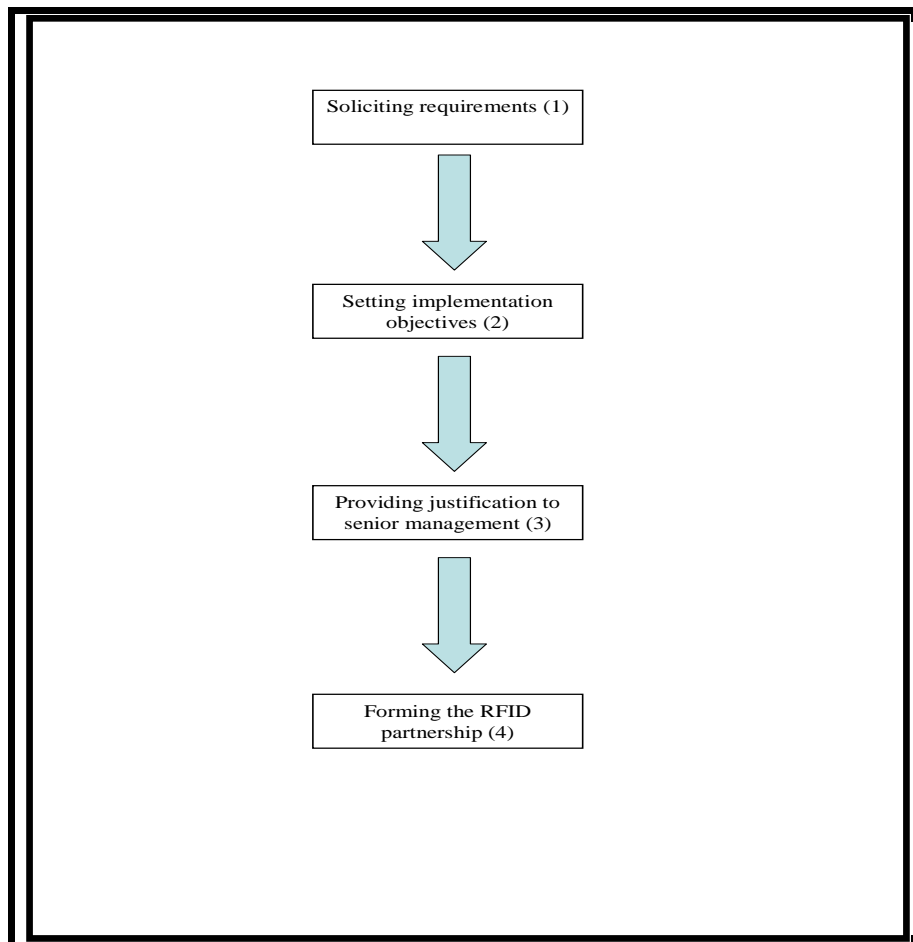 Soliciting requirements (1)
Setting implementation
objectives (2)
Providing justification to
senior management (3)
Forming the RFID
partnership (4)